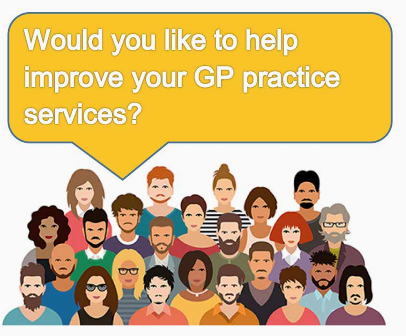 Would you like to help
improve your GP practice
services?